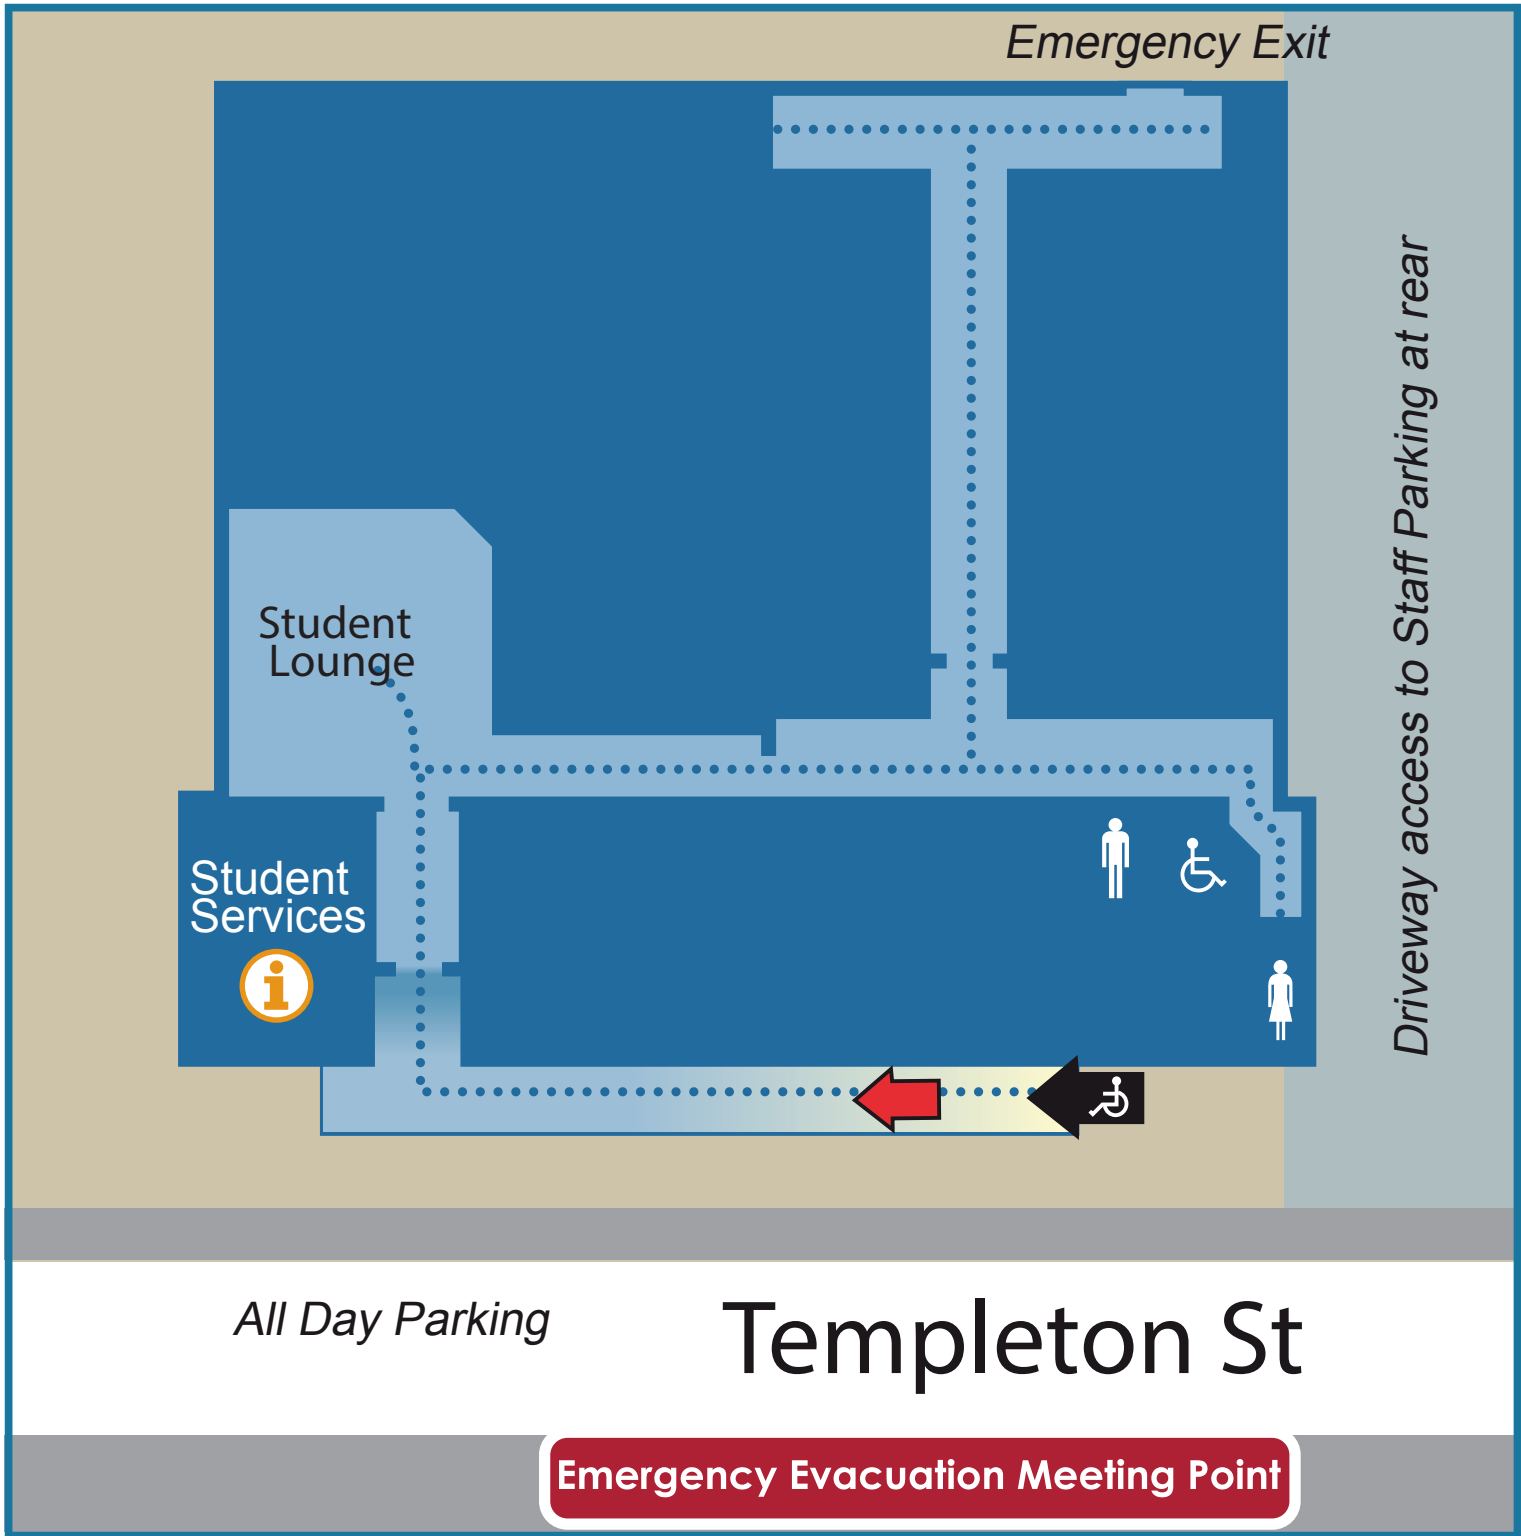 Emergency Exit
Driveway access to Staff Parking at rear
Student
Lounge
Student
Services
All Day Parking
Templeton St
Emergency Evacuation Meeting Point